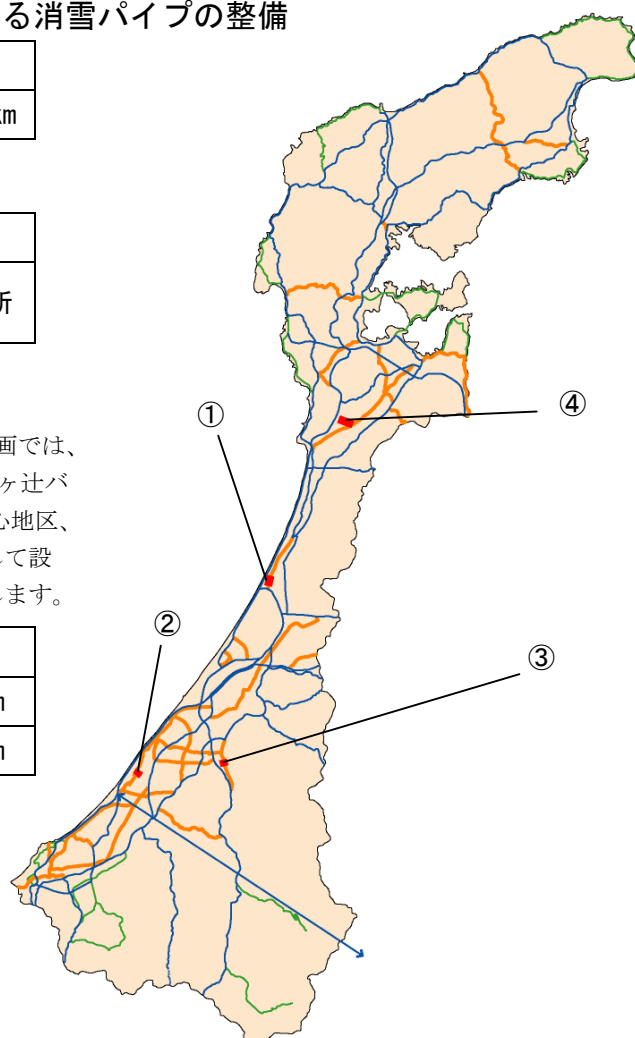 る消雪パイプの整備
km
所
①
④
画では、
ヶ辻バ
心地区、
して設
します。
②
③
m
m